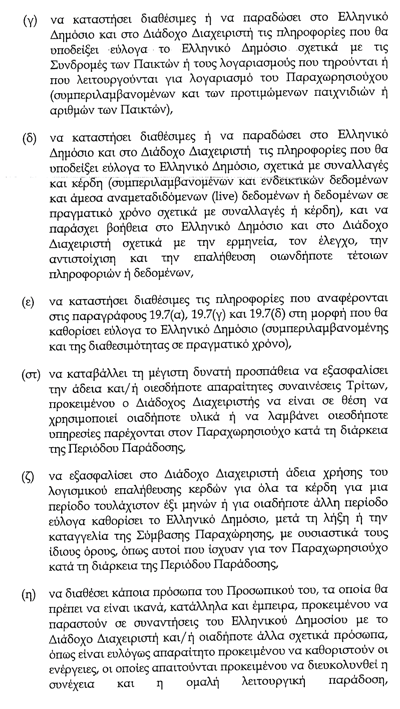 (γ) να καταστήσει διαθέσιμες ή να παραδώσει στο Ελληνικό
Δημόσιο και στο Διάδοχο Διαχειριστή τις πληροφορίες που θα
υποδείξει εύλογα το Ελληνικό Δημόσιο σχετικά με τις
Συνδρομές των Παικτών ή τους λογαριασμούς που τηρούνται ή
που λειτουργούνται για λογαριασμό του Παραχωρησιούχου
(συμπεριλαμβανομένων και των προτιμώμενων παιχνιδιών ή
αριθμών των Παικτών),
(δ) να καταστήσει διαθέσιμες ή να παραδώσει στο Ελληνικό
Δημόσιο και στο Διάδοχο Διαχειριστή τις πληροφορίες που θα
υποδείξει εύλογα το Ελληνικό Δημόσιο, σχετικά με συναλλαγές
και κέρδη (συμπεριλαμβανομένων και ενδεικτικών δεδομένων
και άμεσα αναμεταδιδόμενων (live) δεδομένων ή δεδομένων σε
πραγματικό χρόνο σχετικά με συναλλαγές ή κέρδη), και να
παράσχει βοήθεια στο Ελληνικό Δημόσιο και στο Διάδοχο
Διαχειριστή σχετικά με την ερμηνεία, τον έλεγχο, την
αντιστοίχιση και την επαλήθευση οιωνδήποτε τέτοιων
πληροφοριών ή δεδομένων,
(ε) να καταστήσει διαθέσιμες τις πληροφορίες που αναφέρονται
στις παραγράφους 19.7(α), 19.7(γ) και 19.7(δ) στη μορφή που θα
καθορίσει εύλογα το Ελληνικό Δημόσιο (συμπεριλαμβανομένης
και της διαθεσιμότητας σε πραγματικό χρόνο),
(στ) να καταβάλλει τη μέγιστη δυνατή προσπάθεια να εξασφαλίσει
την άδεια και/ή οιεσδήποτε απαραίτητες συναινέσεις Τρίτων,
προκειμένου ο Διάδοχος Διαχειριστής να είναι σε θέση να
χρησιμοποιεί οιαδήποτε υλικά ή να λαμβάνει οιεσδήποτε
υπηρεσίες παρέχονται στον Παραχωρησιούχο κατά τη διάρκεια
της Περιόδου Παράδοσης,
(ζ) να εξασφαλίσει στο Διάδοχο Διαχειριστή άδεια χρήσης του
λογισμικού επαλήθευσης κερδών για όλα τα κέρδη για μια
περίοδο τουλάχιστον έξι μηνών ή για οιαδήποτε άλλη περίοδο
εύλογα καθορίσει το Ελληνικό Δημόσιο, μετά τη λήξη ή την
καταγγελία της Σύμβασης Παραχώρησης, με ουσιαστικά τους
ίδιους όρους, όπως αυτοί που ίσχυαν για τον Παραχωρησιούχο
κατά τη διάρκεια της Περιόδου Παράδοσης,
(η) να διαθέσει κάποια πρόσωπα του Προσωπικού του, τα οποία θα
πρέπει να είναι ικανά, κατάλληλα και έμπειρα, προκειμένου να
παραστούν σε συναντήσεις του Ελληνικού Δημοσίου με το
Διάδοχο Διαχειριστή και/ή οιαδήποτε άλλα σχετικά πρόσωπα,
όπως είναι ευλόγως απαραίτητο προκειμένου να καθοριστούν οι
ενέργειες, οι οποίες απαιτούνται προκειμένου να διευκολυνθεί η
συνέχεια και η ομαλή λειτουργική παράδοση,